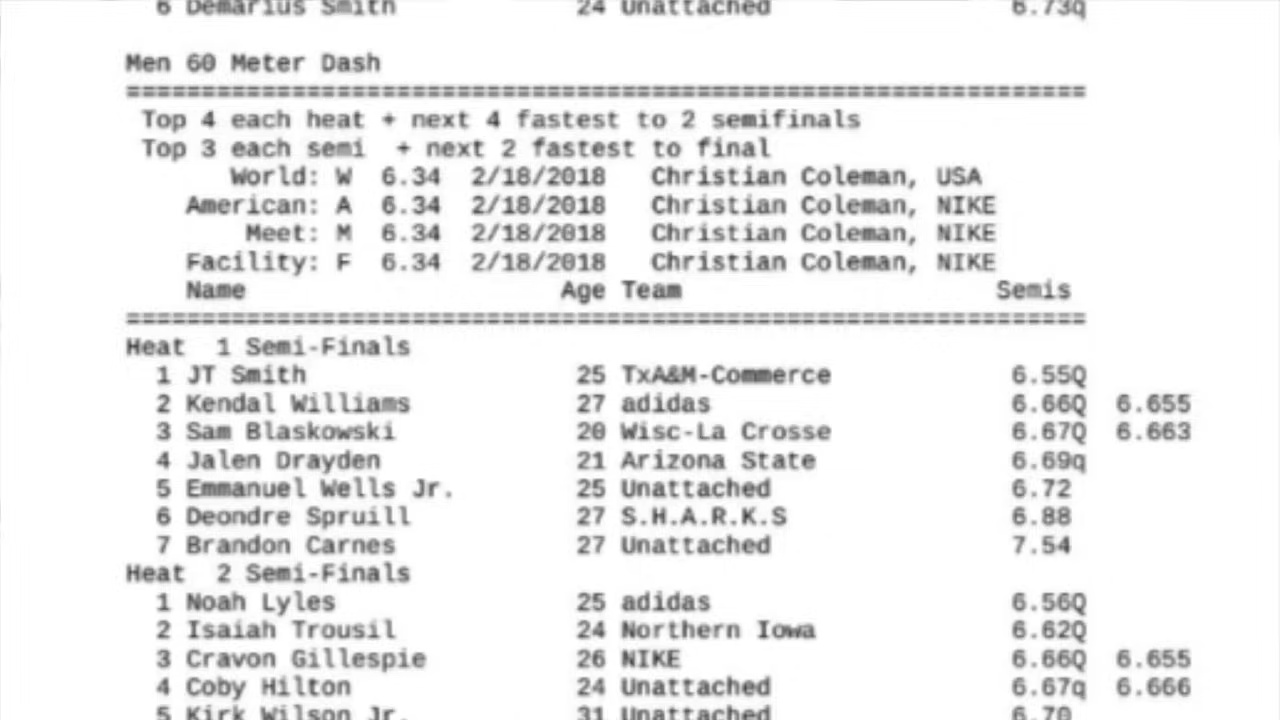 6 Demarius Smith 24 Unattached 6.73q
Men 60 Meter Dash
================================================================
Top 4 each heat + next 4 fastest to 2 semifinals
Top 3 each semi + next 2 fastest to final
World: W 6.34 2/18/2018 Christian Coleman, USA
American: A 6.34 2/18/2018 Christian Coleman, NIKE
Meet: M 6.34 2/18/2018 Christian Coleman, NIKE
Facility: F 6.34 2/18/2018 Christian Coleman, NIKE
Name Age Team Semis
================================================================
Heat 1 Semi-Finals
1 JT Smith 25 TxA&M-Commerce 6.55Q
2 Kendal Williams 27 adidas 6.66Q 6.655
3 Sam Blaskowski 20 Wisc-La Crosse 6.67Q 6.663
4 Jalen Drayden 21 Arizona State 6.69q
5 Emmanuel Wells Jr. 25 Unattached 6.72
6 Deondre Spruill 27 S.H.A.R.K.S 6.88
7 Brandon Carnes 27 Unattached 7.54
Heat 2 Semi-Finals
1 Noah Lyles 25 adidas 6.56Q
2 Isaiah Trousil 24 Northern Iowa 6.62Q
3 Cravon Gillespie 26 NIKE 6.66Q 6.655
4 Coby Hilton 24 Unattached 6.67q 6.666
5 Kirk Wilson Jr. 31 Unattached 6.70